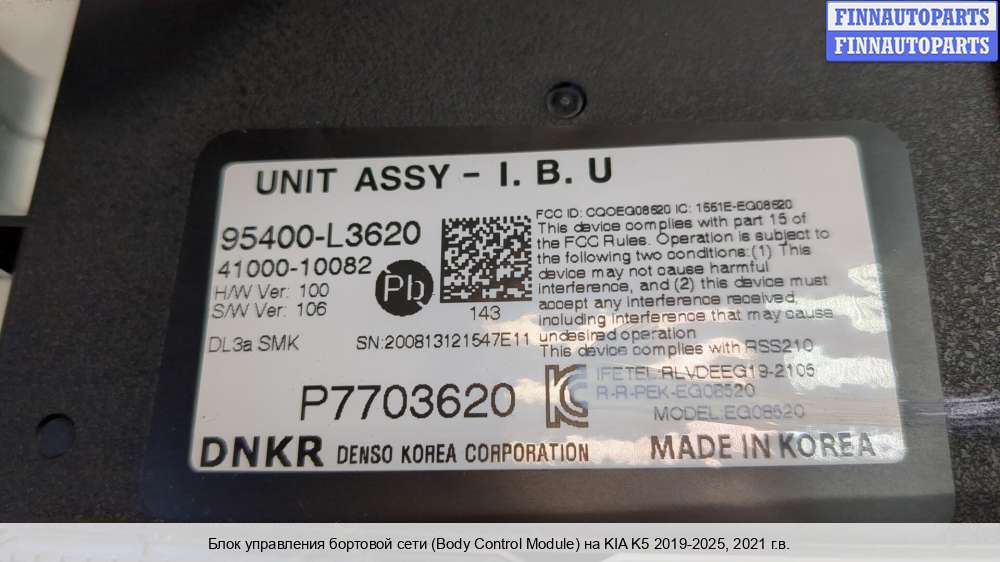 FINNAUTOPARTS
FINNAUTOPARTS
UNIT ASSY - I. B. U
95400-L3620
41000-10082
H/W Ver: 100
S/W Ver: 106
Pb
143
DL3a SMK
SN:200813121547E11
FCC ID: CQOEG08520 IC: 1551E-EG08520
This device complies with part 15 of
the FCC Rules. Operation is subject to
the following two conditions:(1) This
device may not cause harmful
interference, and (2) this device must
accept any interference received,
including interference that may cause
undesired operation
This device complies with RSS210
IFETEL:RLVDEEG19-2105
R-R-PEK-EG08520
MODEL:EG08520
P7703620
DNKR DENSO KOREA CORPORATION
MADE IN KOREA
Блок управления бортовой сети (Body Control Module) на KIA K5 2019-2025, 2021 г.в.